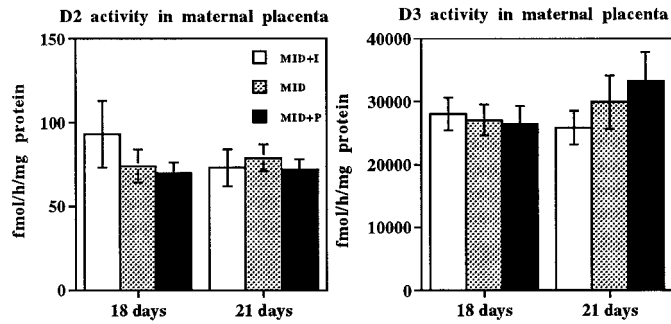 D2 activity in maternal placenta
fmol/h/mg protein
150
100
50
0
MID+I
MID
MID+P
18 days
21 days
D3 activity in maternal placenta
fmol/h/mg protein
40000
30000
20000
10000
0
18 days
21 days